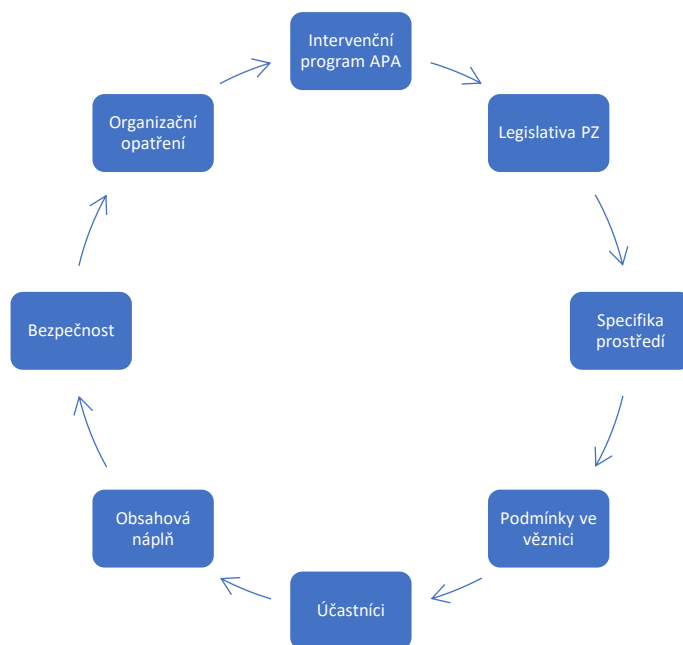 Intervenční
program APA
Legislativa PZ
Specifika
prostředí
Podmínky ve
věznici
Účastníci
Obsahová
náplň
Bezpečnost
Organizační
opatření